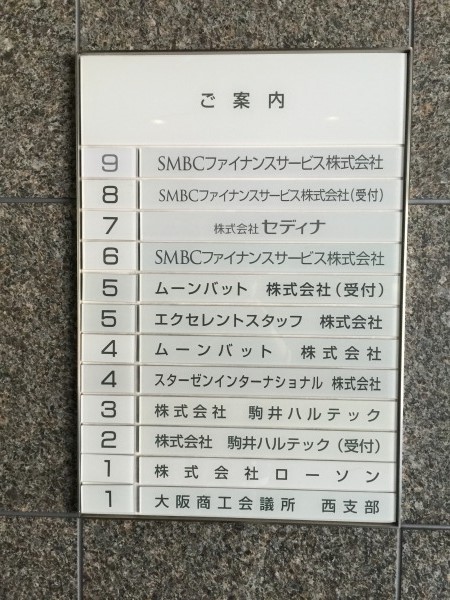 ご案内
9 SMBCファイナンスサービス株式会社
8 SMBCファイナンスサービス株式会社(受付)
7 株式会社 セディナ
6 SMBCファイナンスサービス株式会社
5 ムーンバット 株式会社(受付)
5 エクセレントスタッフ 株式会社
4 ムーンバット 株式会社
4 スターゼンインターナショナル 株式会社
3 株式会社 駒井ハルテック
2 株式会社 駒井ハルテック(受付)
1 株式会社ローソン
1 大阪商工会議所 西支部